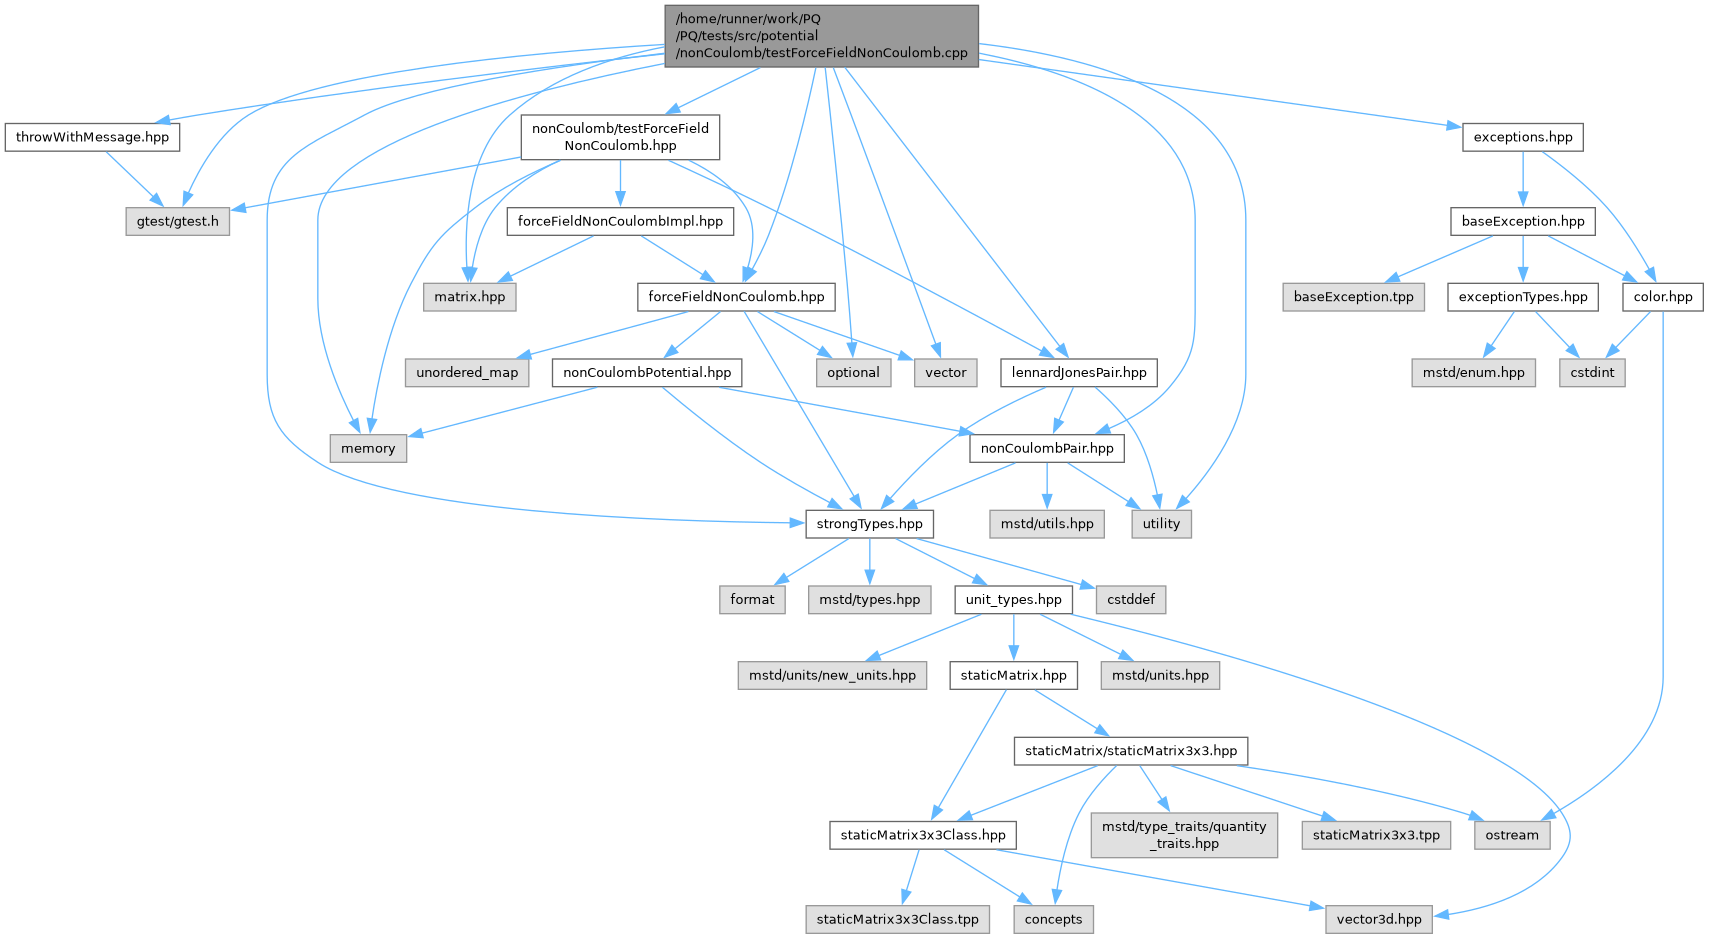 /home/runner/work/PQ
/PQ/tests/src/potential
/nonCoulomb/testForceFieldNonCoulomb.cpp
throwWithMessage.hpp
nonCoulomb/testForceField
NonCoulomb.hpp
exceptions.hpp
gtest/gtest.h
forceFieldNonCoulombImpl.hpp
baseException.hpp
matrix.hpp
forceFieldNonCoulomb.hpp
baseException.tpp
exceptionTypes.hpp
color.hpp
unordered_map
nonCoulombPotential.hpp
optional
vector
lennardJonesPair.hpp
mstd/enum.hpp
cstdint
memory
nonCoulombPair.hpp
strongTypes.hpp
mstd/utils.hpp
utility
format
mstd/types.hpp
unit_types.hpp
cstddef
mstd/units/new_units.hpp
staticMatrix.hpp
mstd/units.hpp
staticMatrix/staticMatrix3x3.hpp
staticMatrix3x3Class.hpp
mstd/type_traits/quantity
_traits.hpp
staticMatrix3x3.tpp
ostream
staticMatrix3x3Class.tpp
concepts
vector3d.hpp